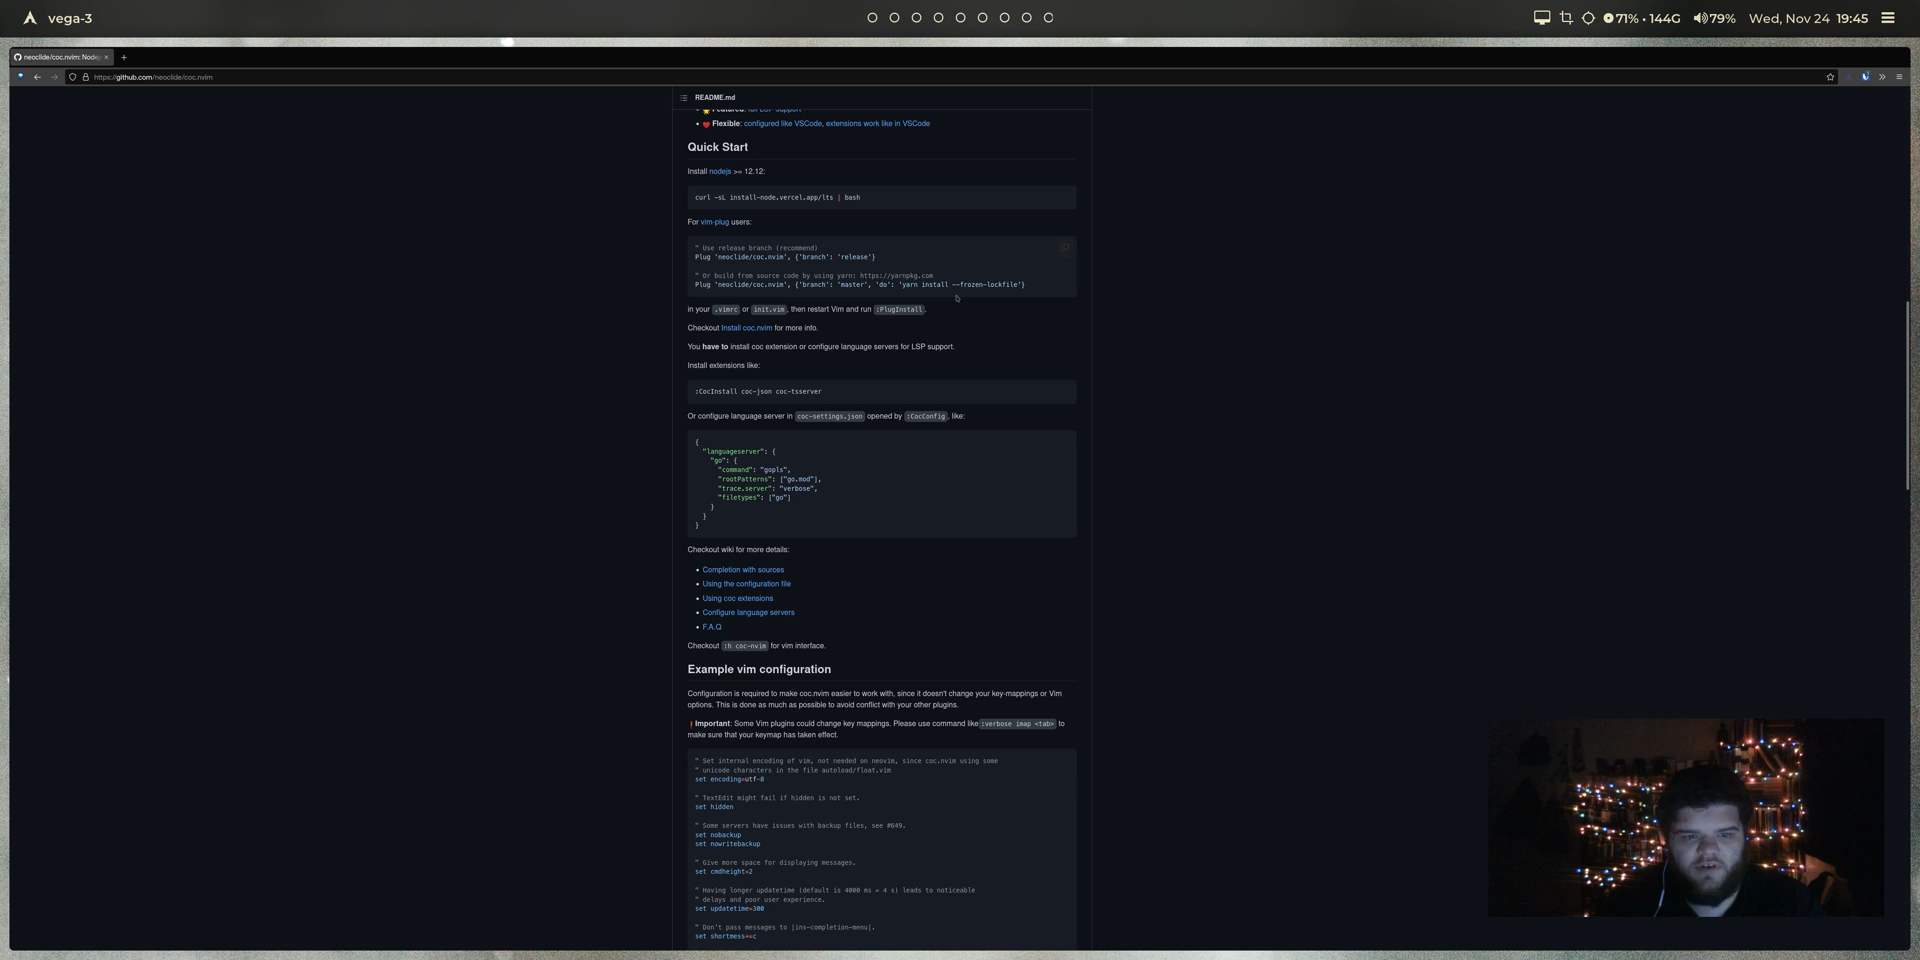 vega-3
71% • 144G
79%
Wed, Nov 24 19:45
neoclide/coc.nvim: Node
https://github.com/neoclide/coc.nvim
README.md
Flexible: configured like VSCode, extensions work like in VSCode
Quick Start
Install nodejs >= 12.12:
curl -sL install-node.vercel.app/lts | bash
For vim-plug users:
" Use release branch (recommend)
Plug 'neoclide/coc.nvim', {'branch': 'release'}
" Or build from source code by using yarn: https://yarnpkg.com
Plug 'neoclide/coc.nvim', {'branch': 'master', 'do': 'yarn install --frozen-lockfile'}
in your .vimrc or init.vim, then restart Vim and run :PlugInstall.
Checkout Install coc.nvim for more info.
You have to install coc extension or configure language servers for LSP support.
Install extensions like:
:CocInstall coc-json coc-tsserver
Or configure language server in coc-settings.json opened by :CocConfig, like:
{
"languageserver": {
"go": {
"command": "gopls",
"rootPatterns": ["go.mod"],
"trace.server": "verbose",
"filetypes": ["go"]
}
}
}
Checkout wiki for more details:
• Completion with sources
• Using the configuration file
• Using coc extensions
• Configure language servers
• F.A.Q
Checkout :h coc-nvim for vim interface.
Example vim configuration
Configuration is required to make coc.nvim easier to work with, since it doesn't change your key-mappings or Vim
options. This is done as much as possible to avoid conflict with your other plugins.
❗Important: Some Vim plugins could change key mappings. Please use command like :verbose imap <tab> to
make sure that your keymap has taken effect.
" Set internal encoding of vim, not needed on neovim, since coc.nvim using some
" unicode characters in the file autoload/float.vim
set encoding=utf-8
" TextEdit might fail if hidden is not set.
set hidden
" Some servers have issues with backup files, see #649.
set nobackup
set nowritebackup
" Give more space for displaying messages.
set cmdheight=2
" Having longer updatetime (default is 4000 ms = 4 s) leads to noticeable
" delays and poor user experience.
set updatetime=300
" Don't pass messages to |ins-completion-menu|.
set shortmess+=c